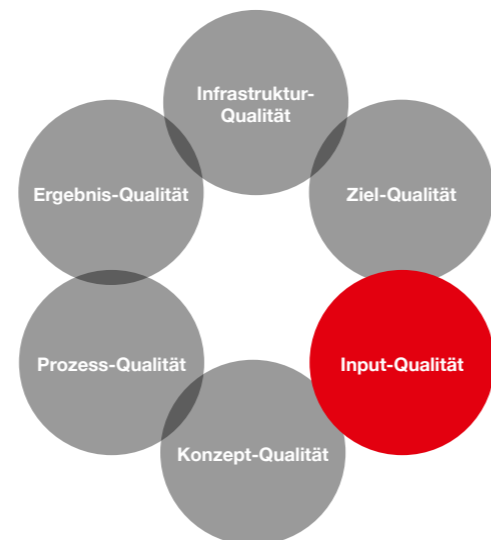 Infrastruktur-
Qualität
Ergebnis-Qualität
Ziel-Qualität
Prozess-Qualität
Input-Qualität
Konzept-Qualität